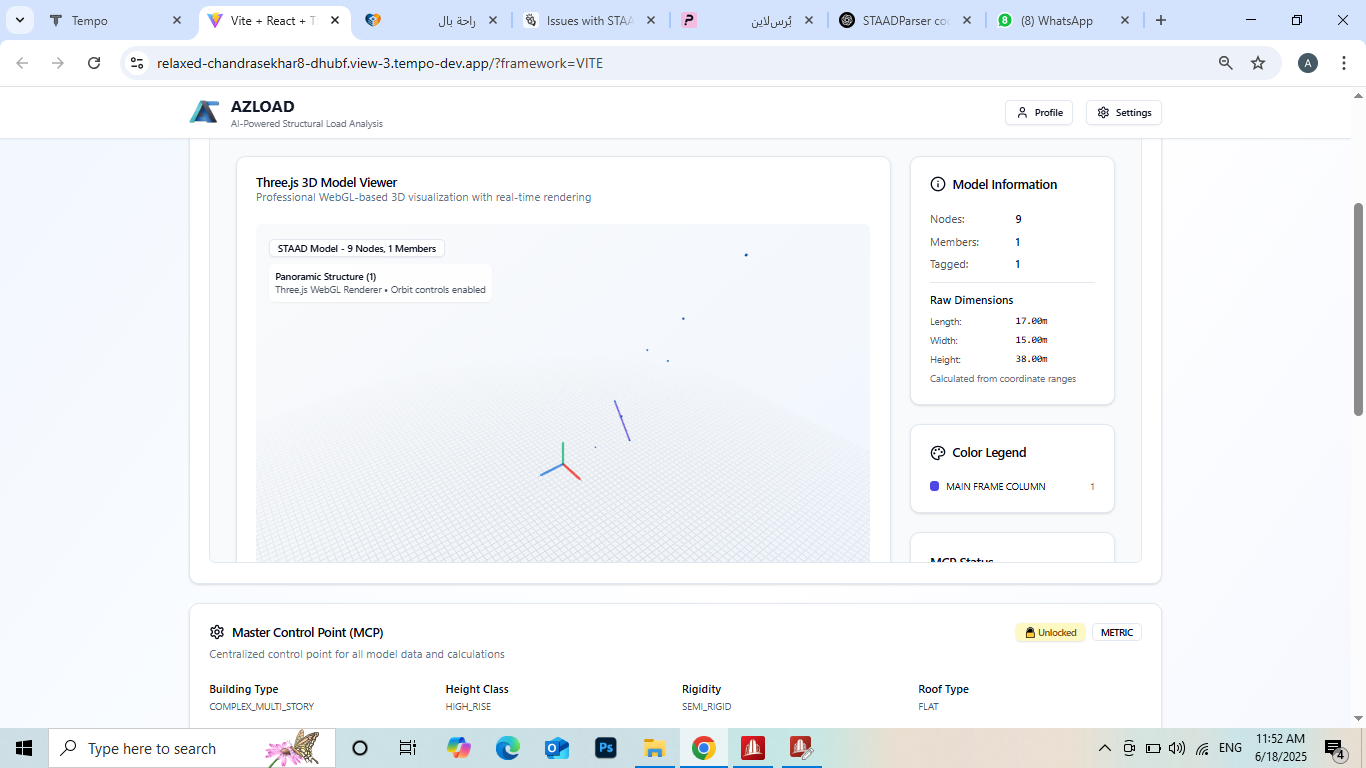 Tempo
Vite + React + T
راحة بال
Issues with STAA
P
بُرس‌لاين
STAADParser co
8
(8) WhatsApp
relaxed-chandrasekhar8-dhubf.view-3.tempo-dev.app/?framework=VITE
A
AZLOAD
AI-Powered Structural Load Analysis
Profile
Settings
Three.js 3D Model Viewer
Professional WebGL-based 3D visualization with real-time rendering
STAAD Model - 9 Nodes, 1 Members
Panoramic Structure (1)
Three.js WebGL Renderer • Orbit controls enabled
Model Information
Nodes: 9
Members: 1
Tagged: 1
Raw Dimensions
Length: 17.00m
Width: 15.00m
Height: 38.00m
Calculated from coordinate ranges
Color Legend
MAIN FRAME COLUMN 1
MCP Status
Master Control Point (MCP)
Unlocked
METRIC
Centralized control point for all model data and calculations
Building Type
COMPLEX_MULTI_STORY
Height Class
HIGH_RISE
Rigidity
SEMI_RIGID
Roof Type
FLAT
Type here to search
Ps
ENG
11:52 AM
6/18/2025
4